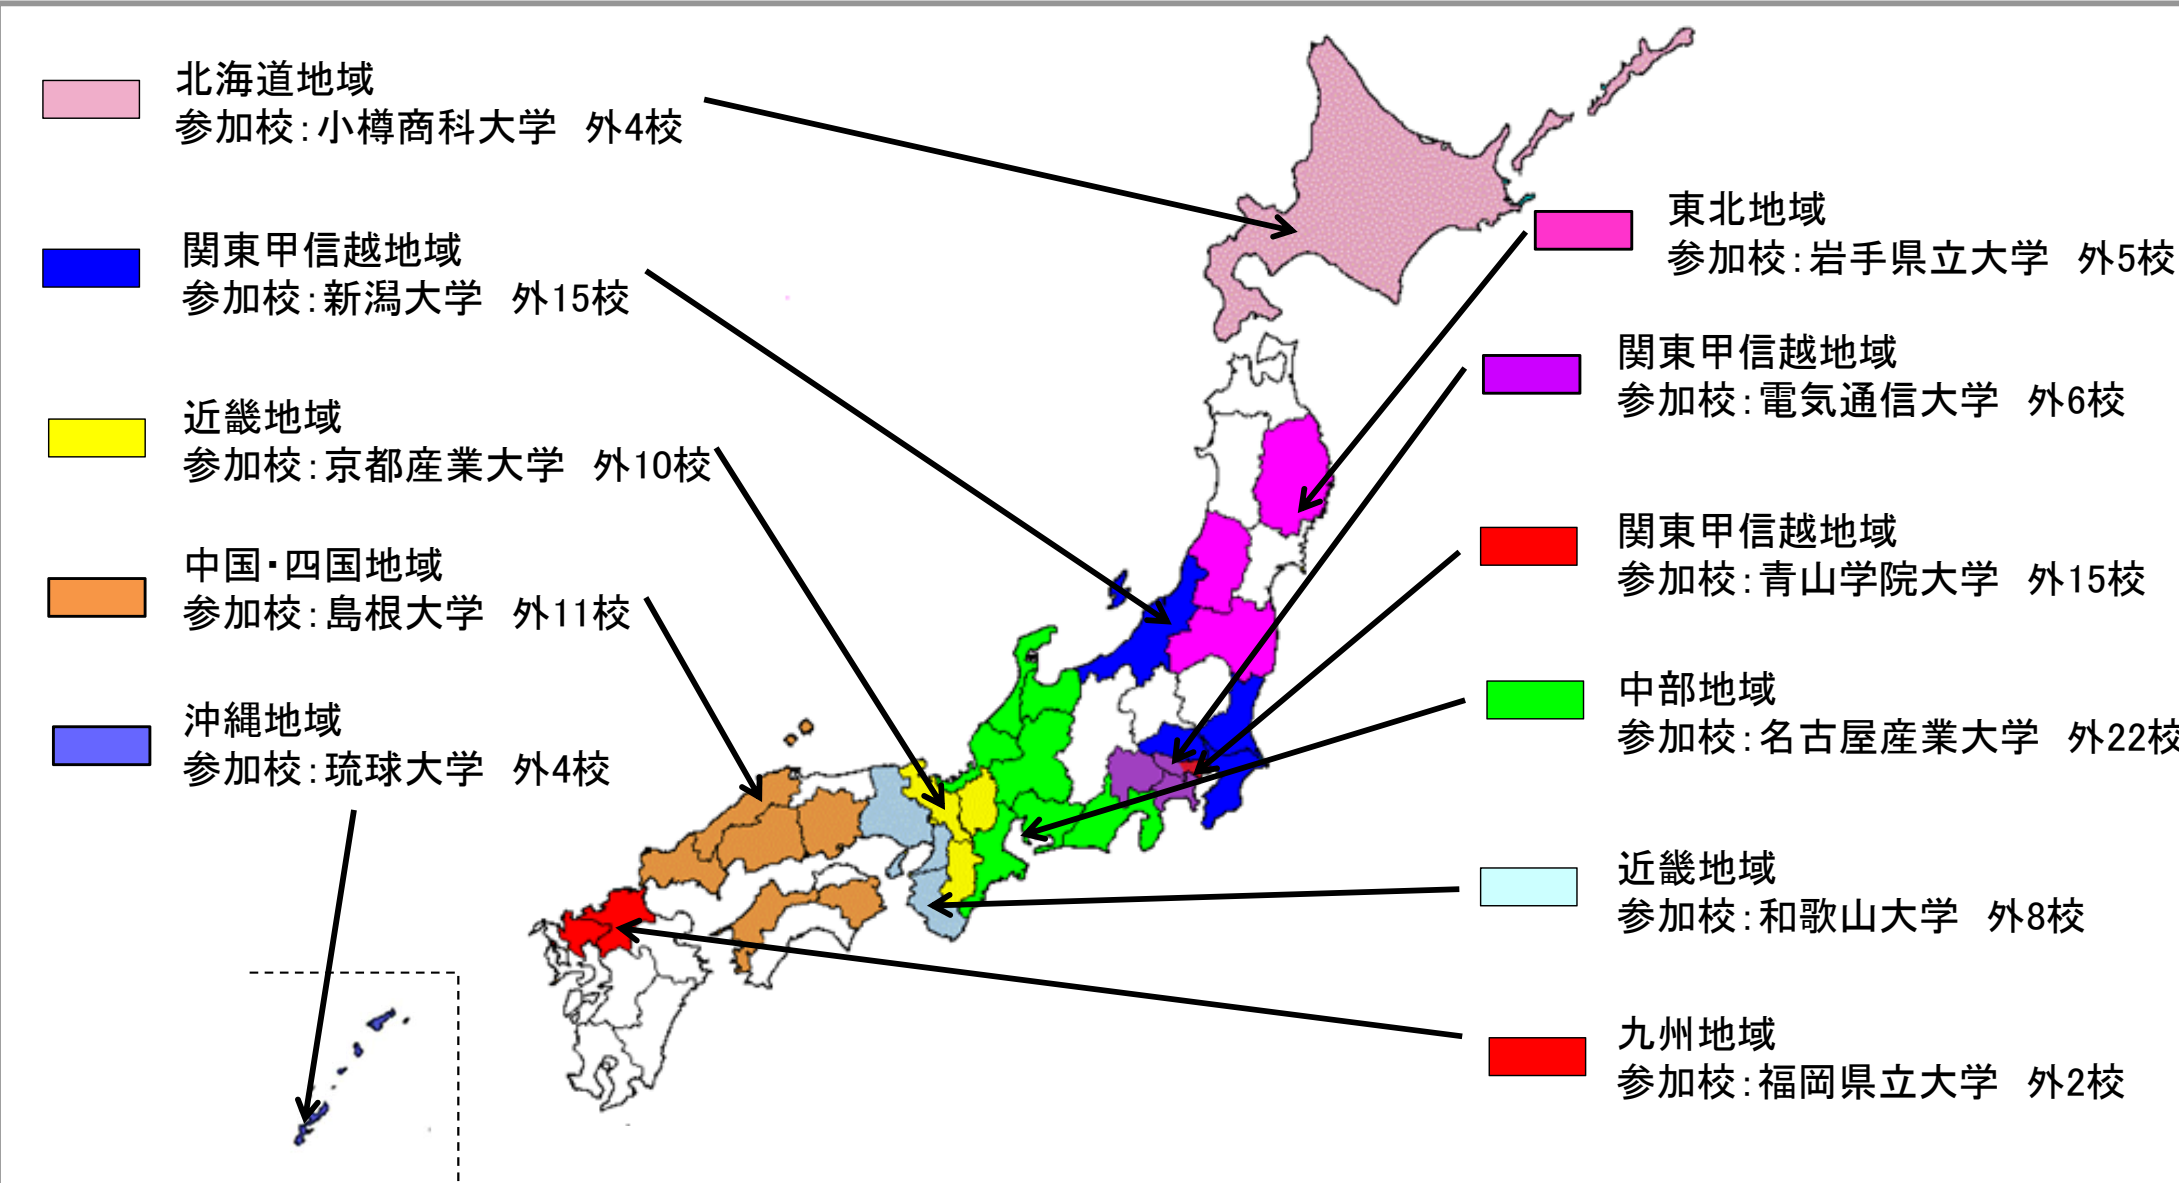 北海道地域
参加校：小樽商科大学　外4校
関東甲信越地域
参加校：新潟大学　外15校
近畿地域
参加校：京都産業大学　外10校
中国・四国地域
参加校：島根大学　外11校
沖縄地域
参加校：琉球大学　外4校
東北地域
参加校：岩手県立大学　外5校
関東甲信越地域
参加校：電気通信大学　外6校
関東甲信越地域
参加校：青山学院大学　外15校
中部地域
参加校：名古屋産業大学　外22校
近畿地域
参加校：和歌山大学　外8校
九州地域
参加校：福岡県立大学　外2校